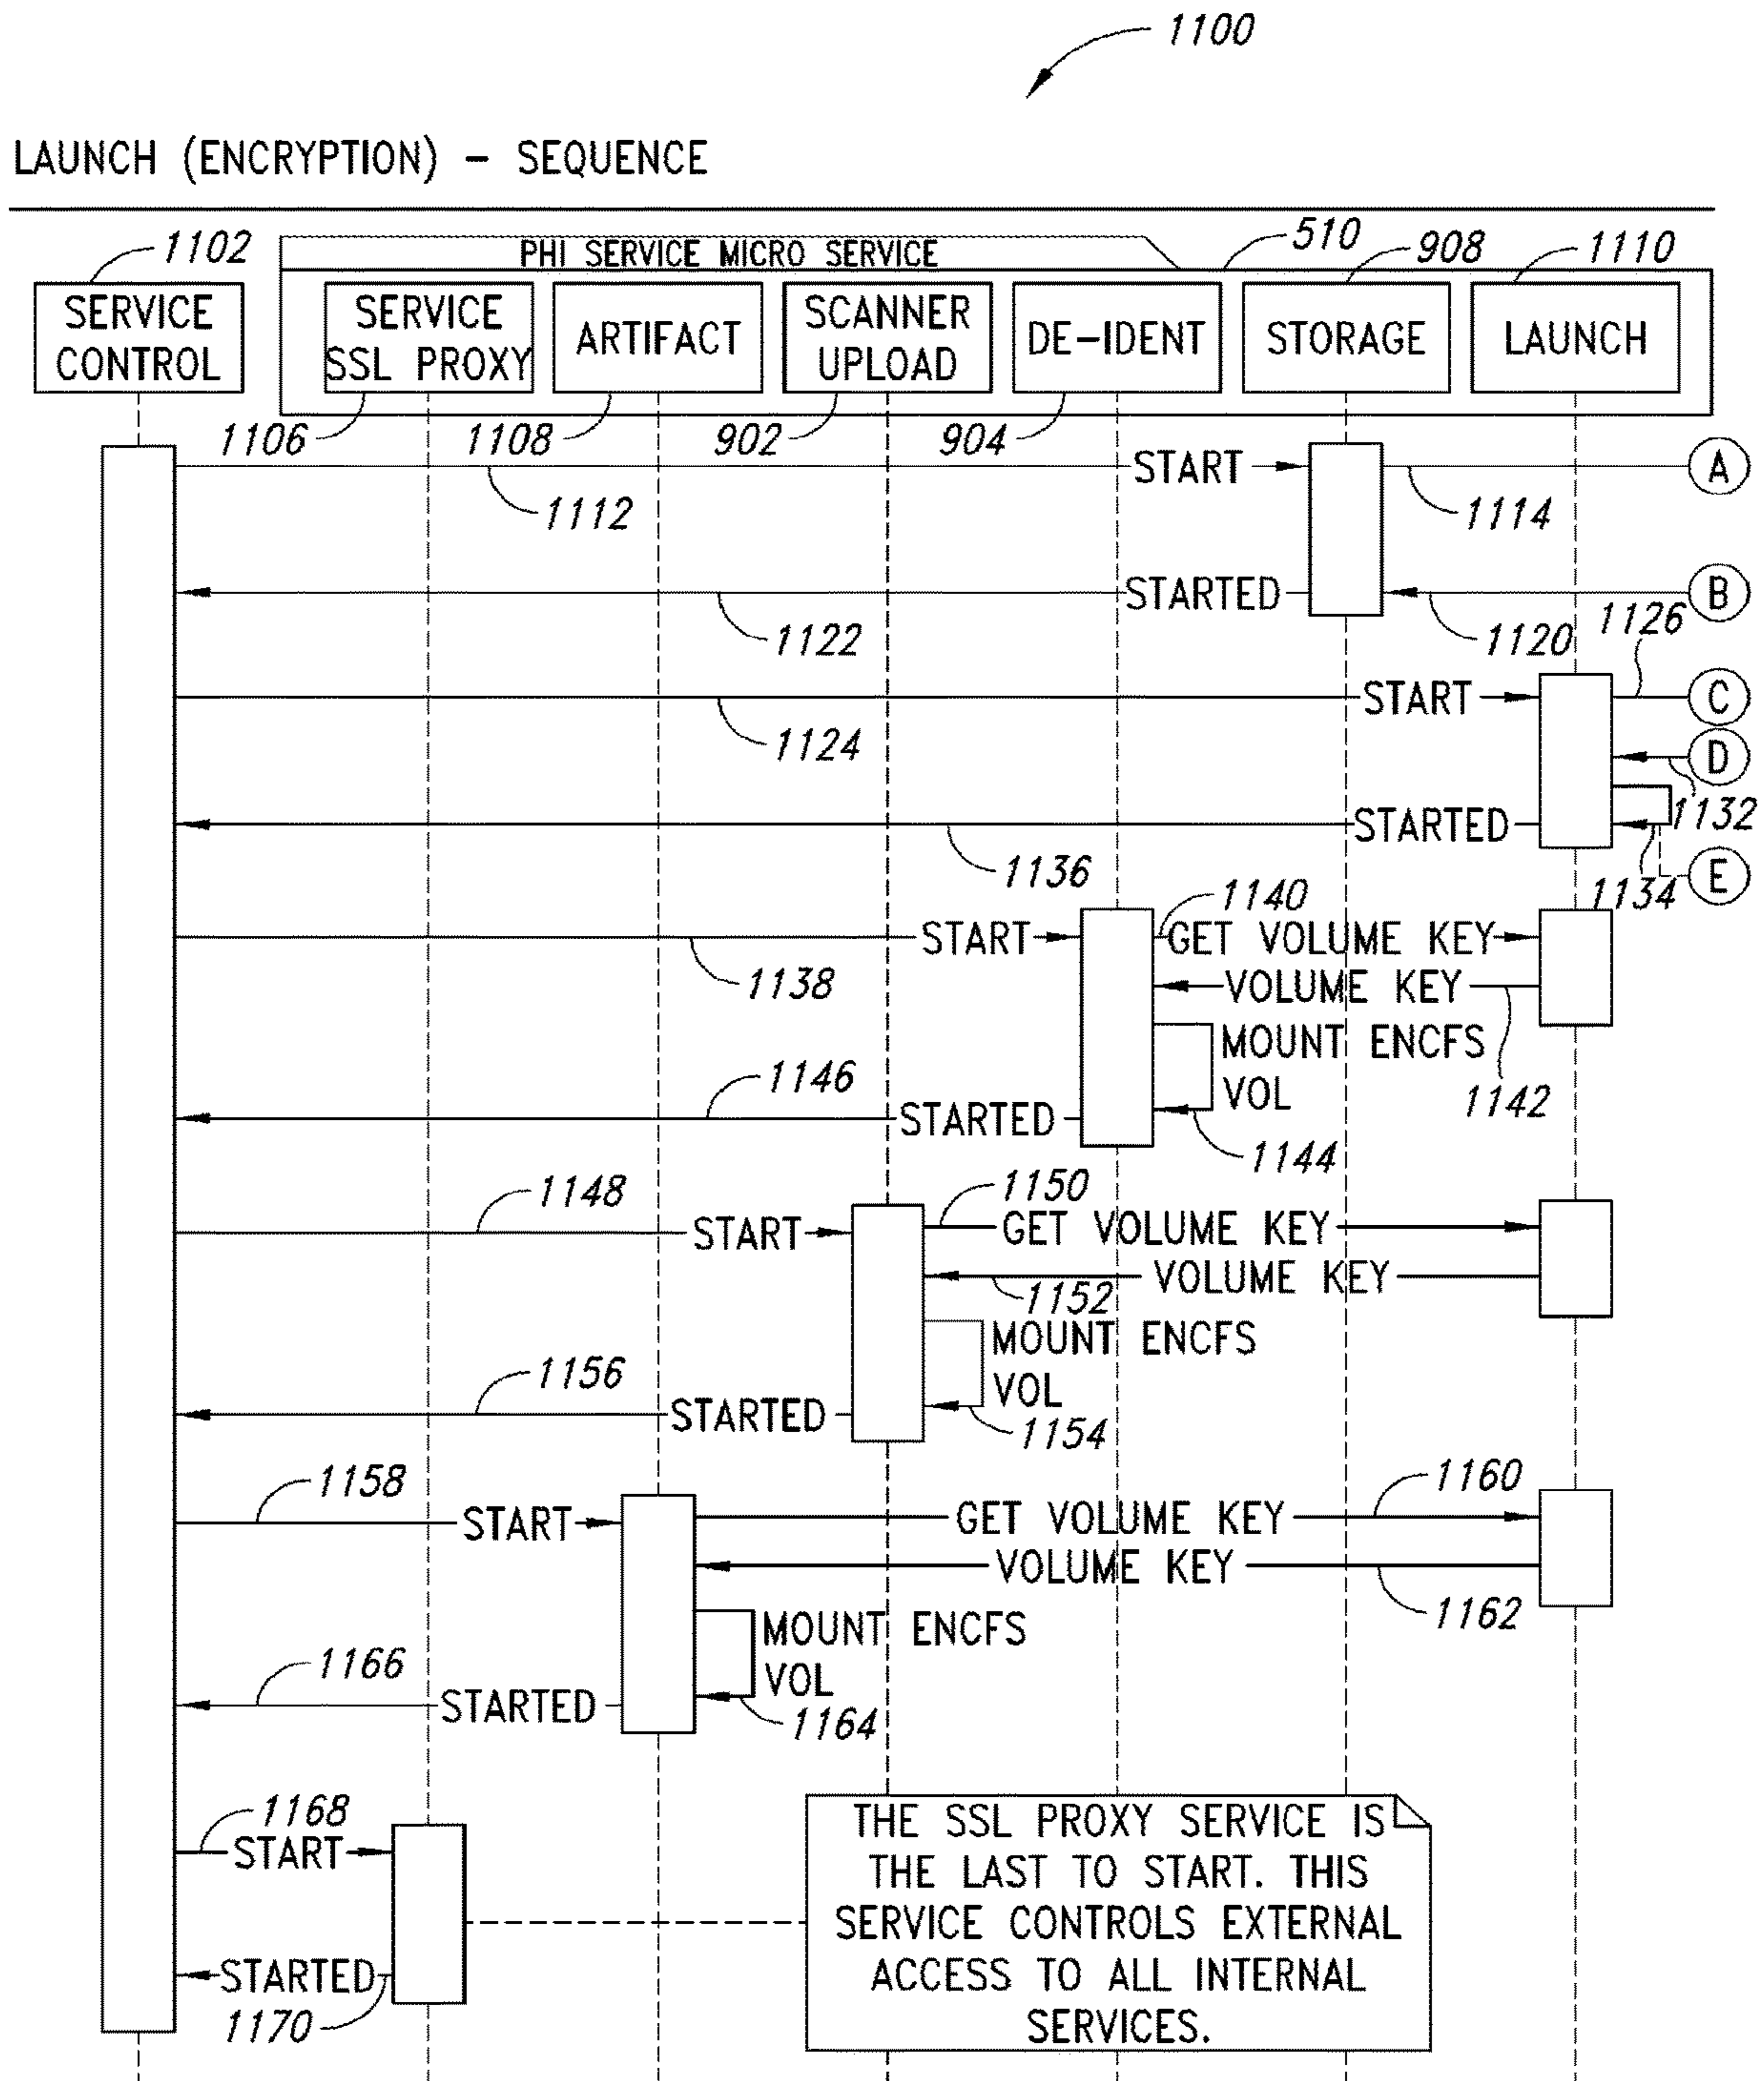 1100
LAUNCH (ENCRYPTION) - SEQUENCE
1102
PHI SERVICE MICRO SERVICE
510
908
1110
SERVICE
CONTROL
SERVICE
SSL PROXY
ARTIFACT
SCANNER
UPLOAD
DE-IDENT
STORAGE
LAUNCH
1106
1108
902
904
START
A
1112
1114
STARTED
B
1122
1120
1126
START
C
1124
D
1132
STARTED
1136
1134
E
1140
START
GET VOLUME KEY
1138
VOLUME KEY
MOUNT ENCFS
VOL
1142
1146
STARTED
1144
1148
1150
START
GET VOLUME KEY
VOLUME KEY
1152
MOUNT ENCFS
VOL
1156
STARTED
1154
1158
1160
START
GET VOLUME KEY
VOLUME KEY
1162
MOUNT ENCFS
VOL
1166
STARTED
1164
1168
START
THE SSL PROXY SERVICE IS
THE LAST TO START. THIS
SERVICE CONTROLS EXTERNAL
ACCESS TO ALL INTERNAL
SERVICES.
STARTED
1170